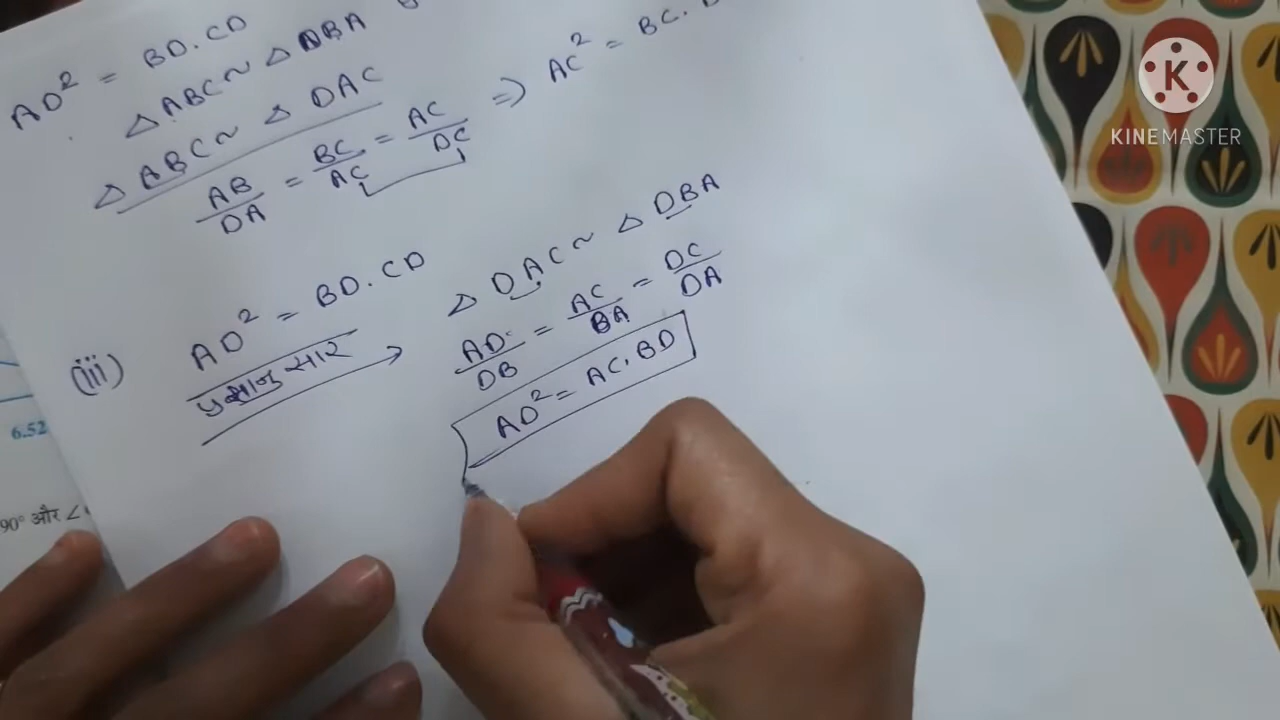 AD² = BD.CD
△ABC ~ △DBA
△ABC ~ △DAC
AB/DA = BC/AC = AC/DC => AC² = BC.
(iii) AD² = BD.CD
△DAC ~ △DBA
AD/DB = AC/BA = DC/DA
AD² = AC.BD
6.52
90° और ∠
KINEMASTER